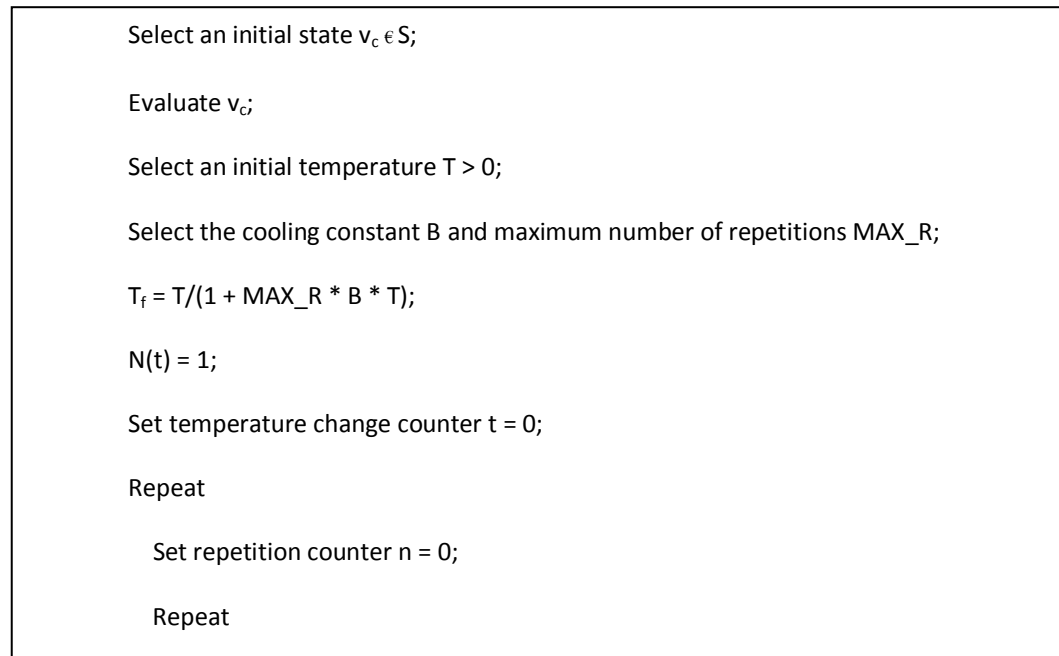 Select an initial state v_c ϵ S;
Evaluate v_c;
Select an initial temperature T > 0;
Select the cooling constant B and maximum number of repetitions MAX_R;
T_f = T/(1 + MAX_R * B * T);
N(t) = 1;
Set temperature change counter t = 0;
Repeat
Set repetition counter n = 0;
Repeat